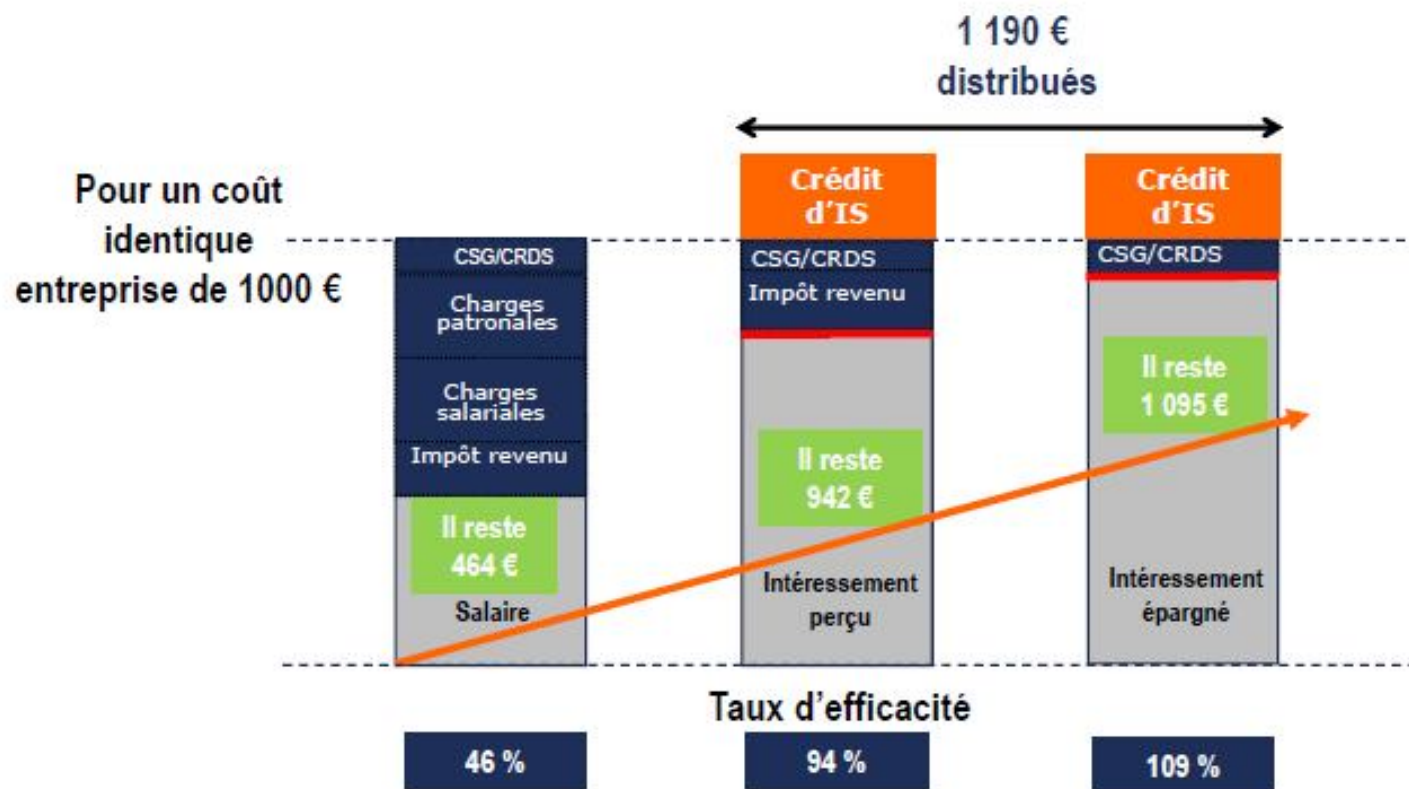 1 190 €
distribués
Pour un coût
identique
entreprise de 1000 €
CSG/CRDS
Charges
patronales
Charges
salariales
Impôt revenu
Il reste
464 €
Salaire
Crédit
d’IS
CSG/CRDS
Impôt revenu
Il reste
942 €
Intéressement
perçu
Crédit
d’IS
CSG/CRDS
Il reste
1 095 €
Intéressement
épargné
Taux d’efficacité
46 %
94 %
109 %